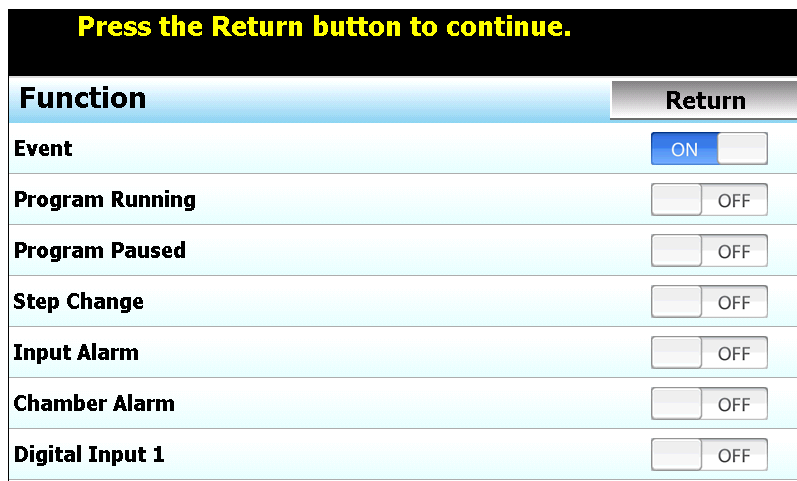 Press the Return button to continue.
Function Return
Event ON
Program Running OFF
Program Paused OFF
Step Change OFF
Input Alarm OFF
Chamber Alarm OFF
Digital Input 1 OFF